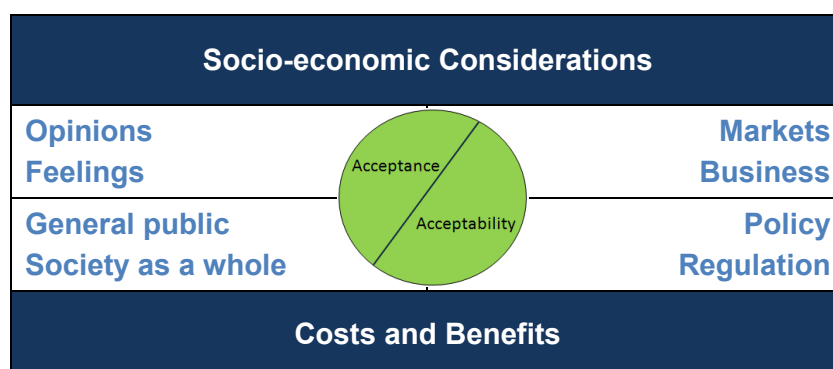 Socio-economic Considerations
Opinions
Feelings
Markets
Business
Acceptance
Acceptability
General public
Society as a whole
Policy
Regulation
Costs and Benefits